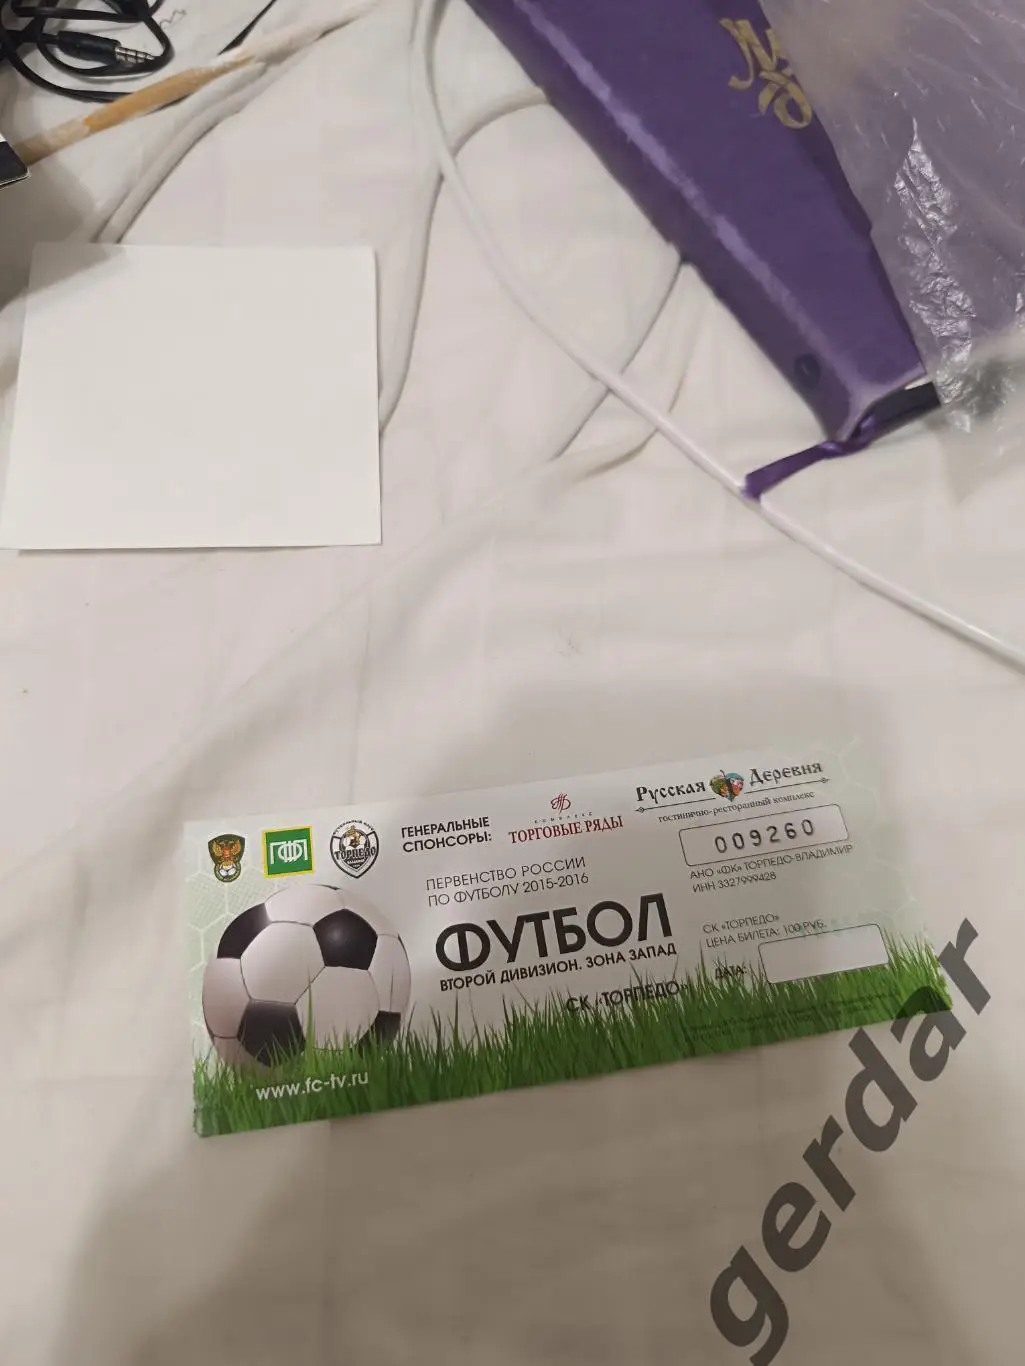 ТОРПЕДО
ГЕНЕРАЛЬНЫЕ
СПОНСОРЫ:
КОМПЛЕКС
ТОРГОВЫЕ РЯДЫ
Русская Деревня
гостинично-ресторанный комплекс
009260
АНО «ФК» ТОРПЕДО-ВЛАДИМИР
ИНН 3327999428
ПЕРВЕНСТВО РОССИИ
ПО ФУТБОЛУ 2015-2016
ФУТБОЛ
ВТОРОЙ ДИВИЗИОН. ЗОНА ЗАПАД
СК «ТОРПЕДО»
СК «ТОРПЕДО»
ЦЕНА БИЛЕТА: 100 РУБ.
ДАТА:
www.fc-tv.ru
gerdar